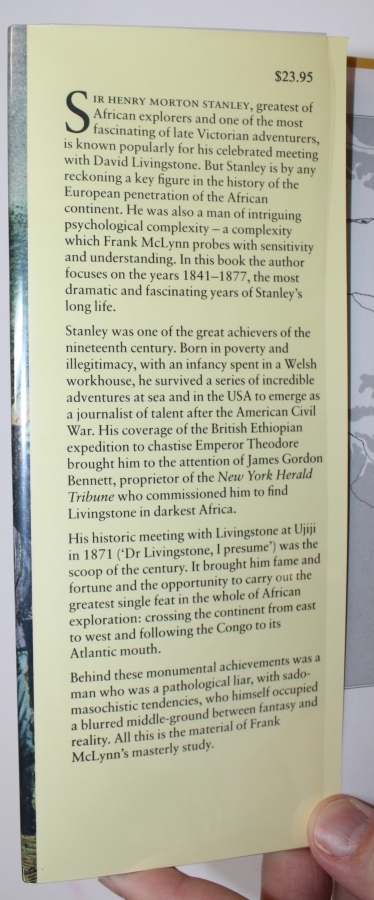 $23.95
SIR HENRY MORTON STANLEY, greatest of
African explorers and one of the most
fascinating of late Victorian adventurers,
is known popularly for his celebrated meeting
with David Livingstone. But Stanley is by any
reckoning a key figure in the history of the
European penetration of the African
continent. He was also a man of intriguing
psychological complexity – a complexity
which Frank McLynn probes with sensitivity
and understanding. In this book the author
focuses on the years 1841–1877, the most
dramatic and fascinating years of Stanley's
long life.
Stanley was one of the great achievers of the
nineteenth century. Born in poverty and
illegitimacy, with an infancy spent in a Welsh
workhouse, he survived a series of incredible
adventures at sea and in the USA to emerge as
a journalist of talent after the American Civil
War. His coverage of the British Ethiopian
expedition to chastise Emperor Theodore
brought him to the attention of James Gordon
Bennett, proprietor of the New York Herald
Tribune who commissioned him to find
Livingstone in darkest Africa.
His historic meeting with Livingstone at Ujiji
in 1871 ('Dr Livingstone, I presume') was the
scoop of the century. It brought him fame and
fortune and the opportunity to carry out the
greatest single feat in the whole of African
exploration: crossing the continent from east
to west and following the Congo to its
Atlantic mouth.
Behind these monumental achievements was a
man who was a pathological liar, with sado-
masochistic tendencies, who himself occupied
a blurred middle-ground between fantasy and
reality. All this is the material of Frank
McLynn's masterly study.